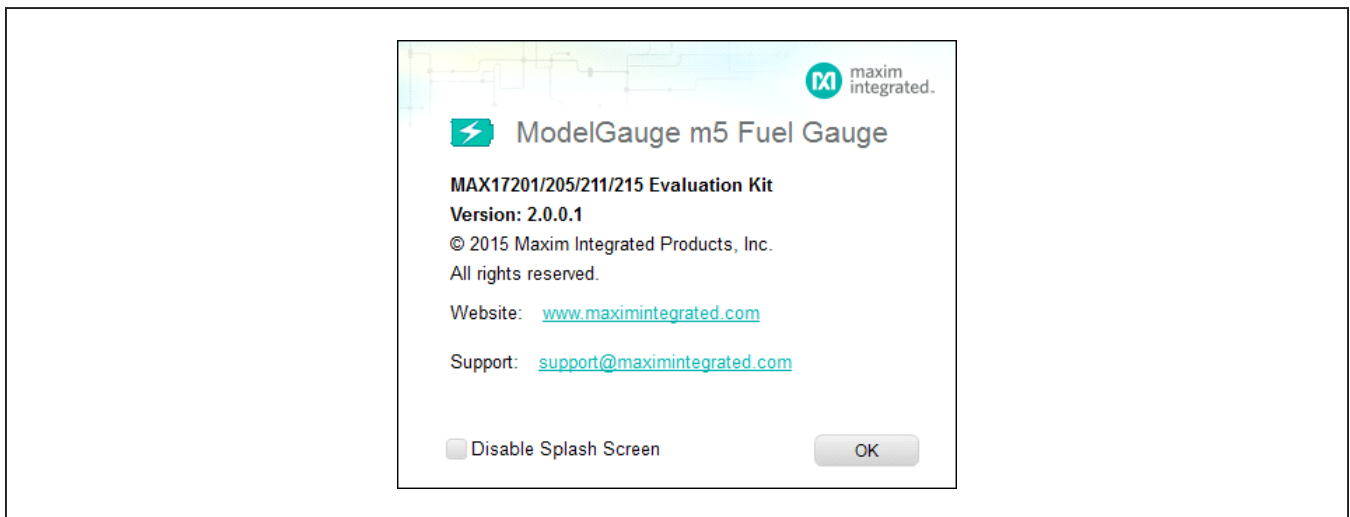 maxim
integrated.
ModelGauge m5 Fuel Gauge
MAX17201/205/211/215 Evaluation Kit
Version: 2.0.0.1
© 2015 Maxim Integrated Products, Inc.
All rights reserved.
Website: www.maximintegrated.com
Support: support@maximintegrated.com
Disable Splash Screen
OK